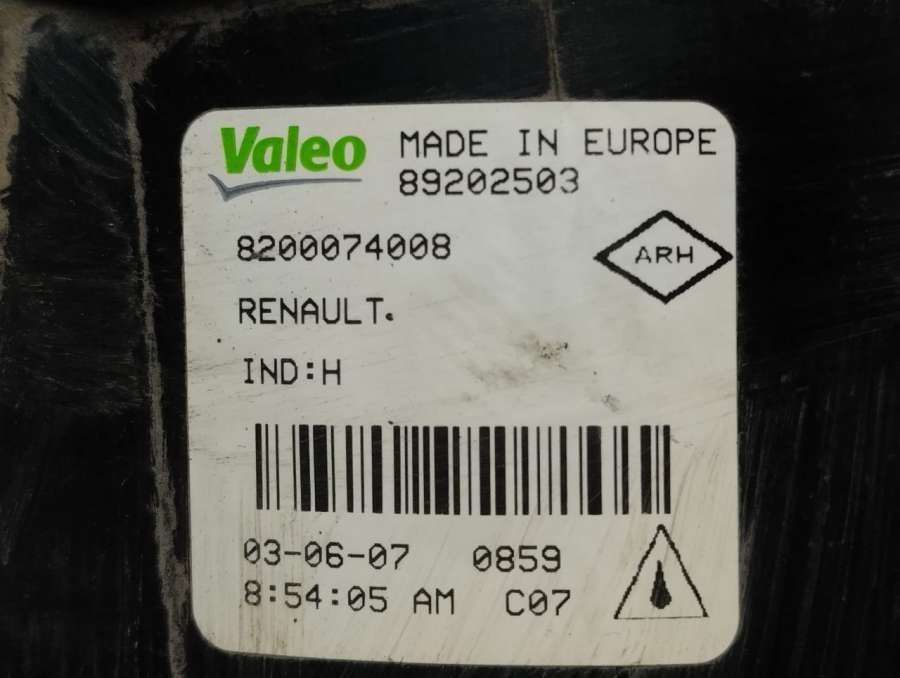 Valeo MADE IN EUROPE
89202503
8200074008
ARH
RENAULT.
IND:H
03-06-07 0859
8:54:05 AM C07